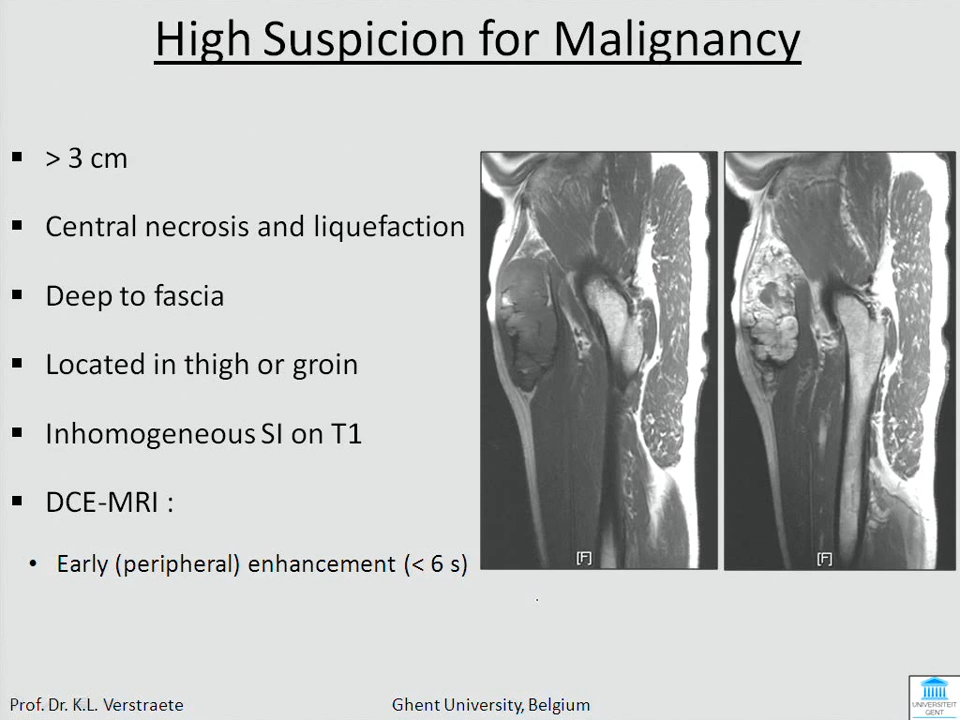 High Suspicion for Malignancy
▪ > 3 cm
▪ Central necrosis and liquefaction
▪ Deep to fascia
▪ Located in thigh or groin
▪ Inhomogeneous SI on T1
▪ DCE-MRI :
• Early (peripheral) enhancement (< 6 s)
[F]
[F]
Prof. Dr. K.L. Verstraete
Ghent University, Belgium
UNIVERSITEIT
GENT